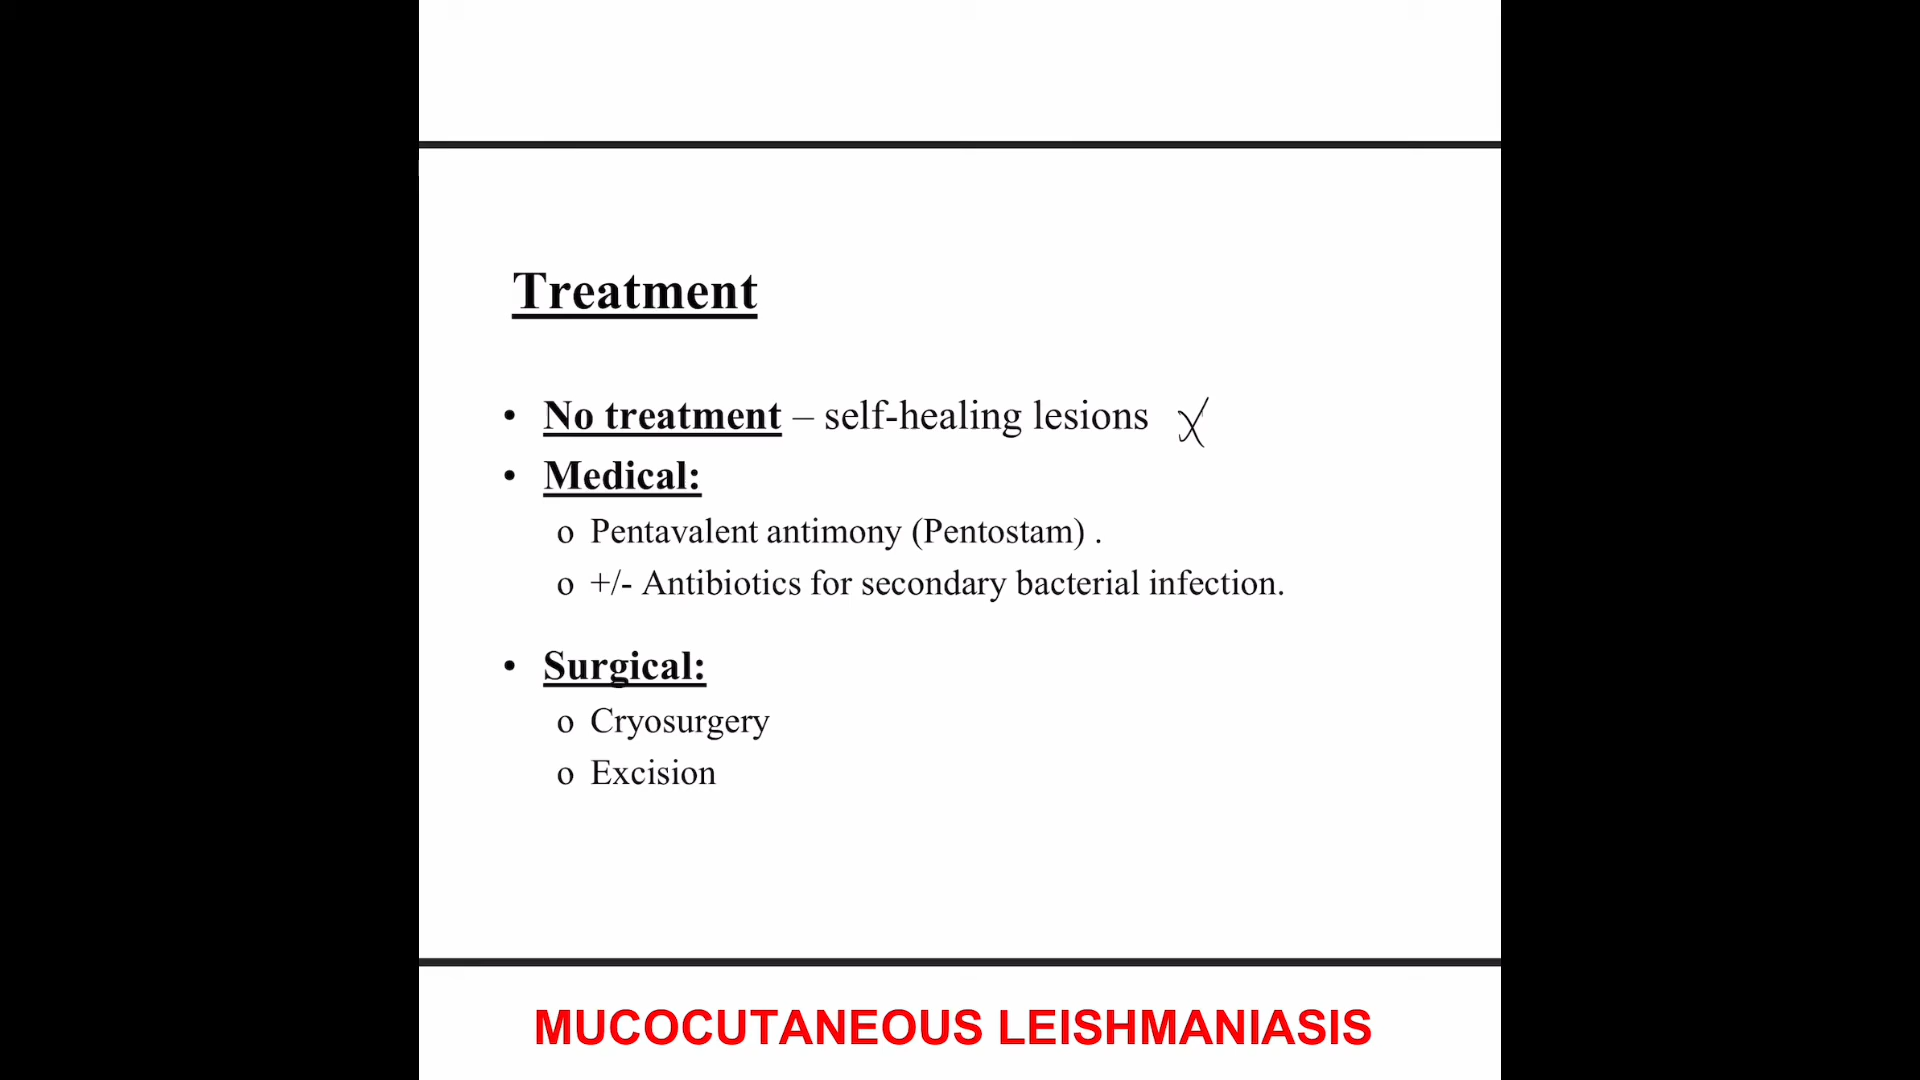 Treatment
• No treatment – self-healing lesions X
• Medical:
o Pentavalent antimony (Pentostam) .
o +/- Antibiotics for secondary bacterial infection.
• Surgical:
o Cryosurgery
o Excision
MUCOCUTANEOUS LEISHMANIASIS